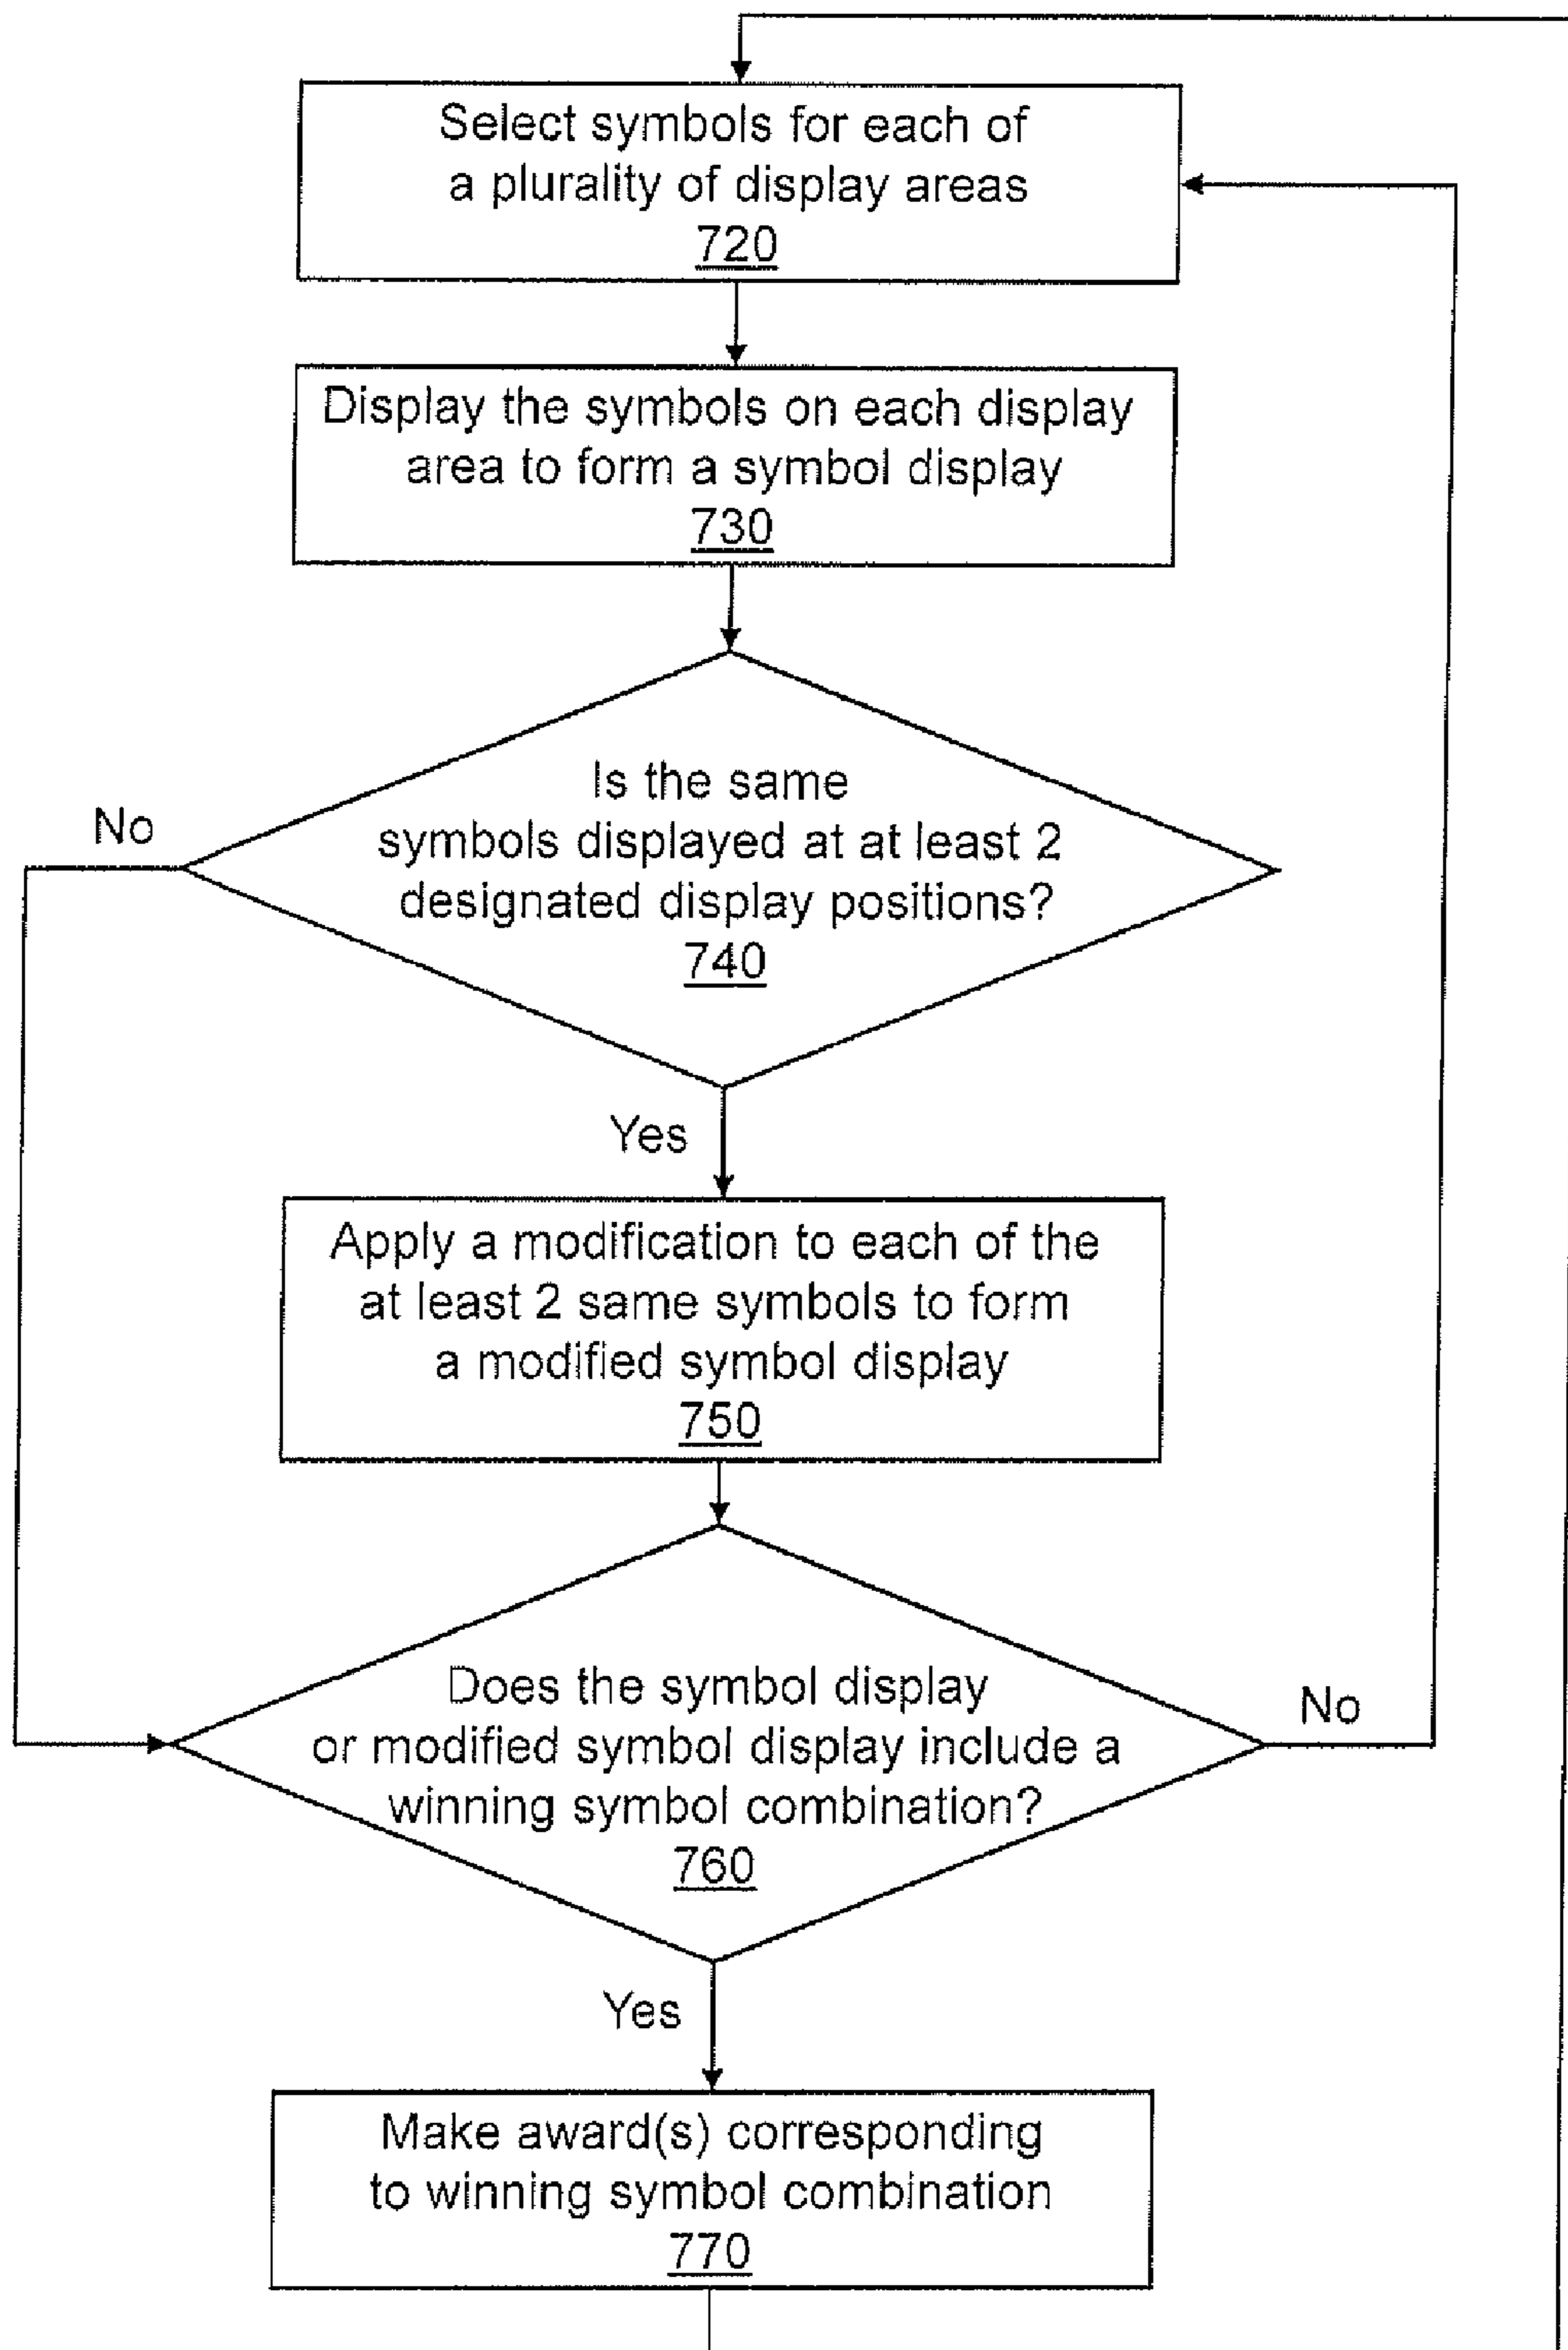 Select symbols for each of
a plurality of display areas
720
Display the symbols on each display
area to form a symbol display
730
Is the same
symbols displayed at at least 2
designated display positions?
740
No
Yes
Apply a modification to each of the
at least 2 same symbols to form
a modified symbol display
750
Does the symbol display
or modified symbol display include a
winning symbol combination?
760
No
Yes
Make award(s) corresponding
to winning symbol combination
770